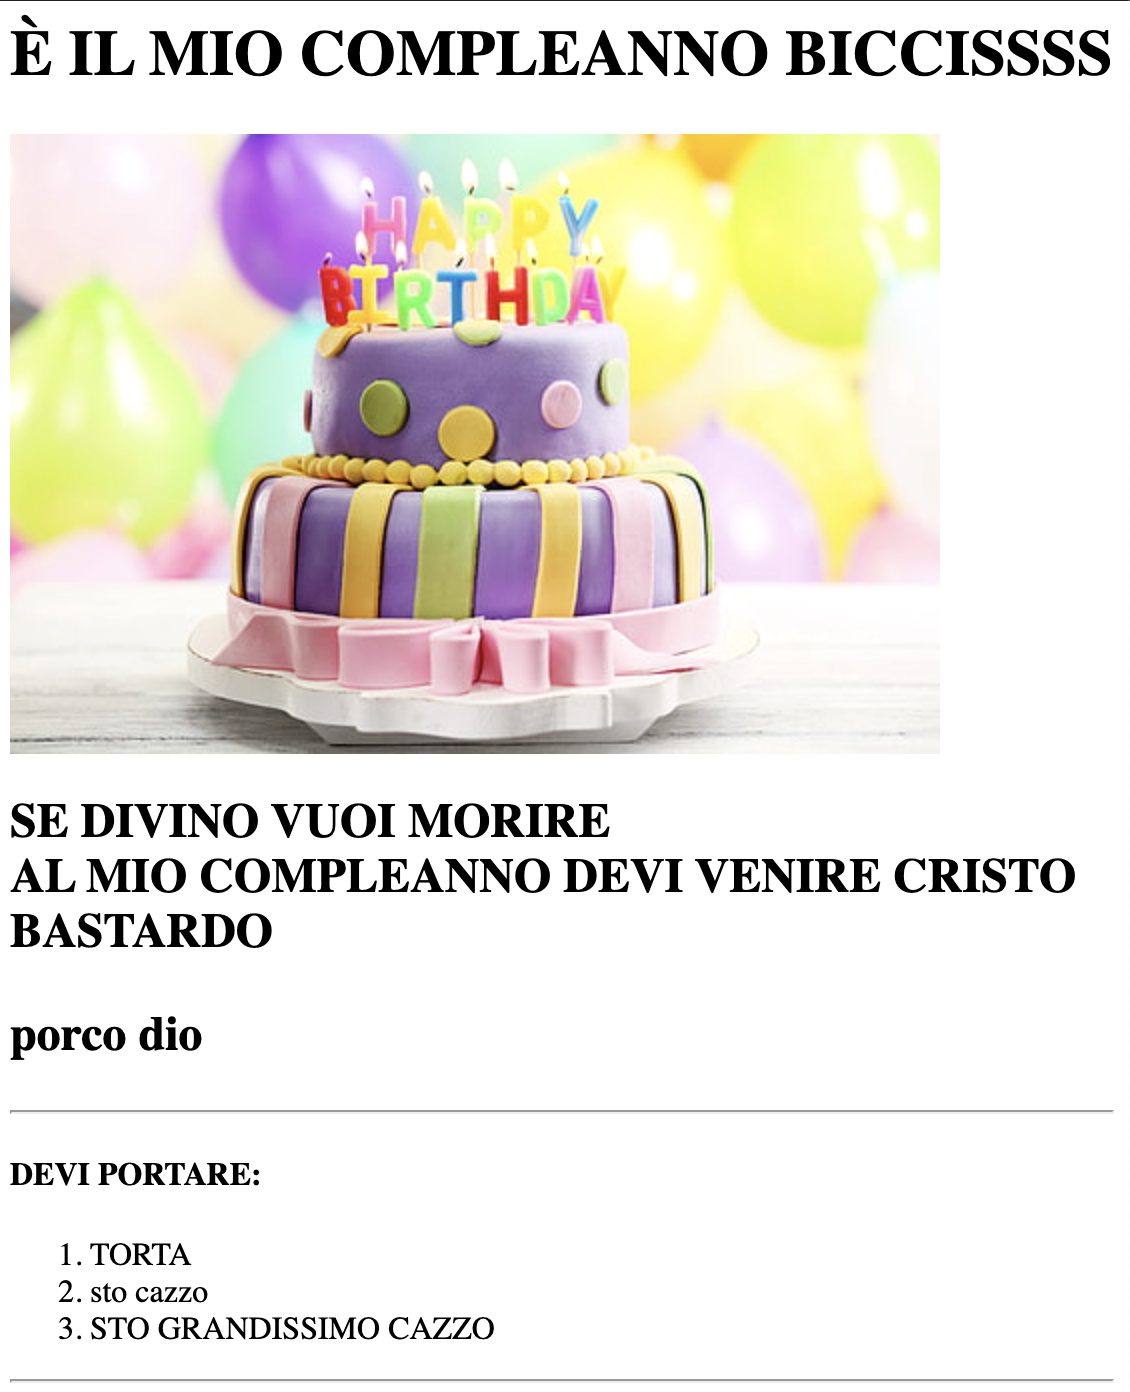 È IL MIO COMPLEANNO BICCISSSS
HAPPY
BIRTHDAY
SE DIVINO VUOI MORIRE
AL MIO COMPLEANNO DEVI VENIRE CRISTO
BASTARDO
porco dio
DEVI PORTARE:
1. TORTA
2. sto cazzo
3. STO GRANDISSIMO CAZZO